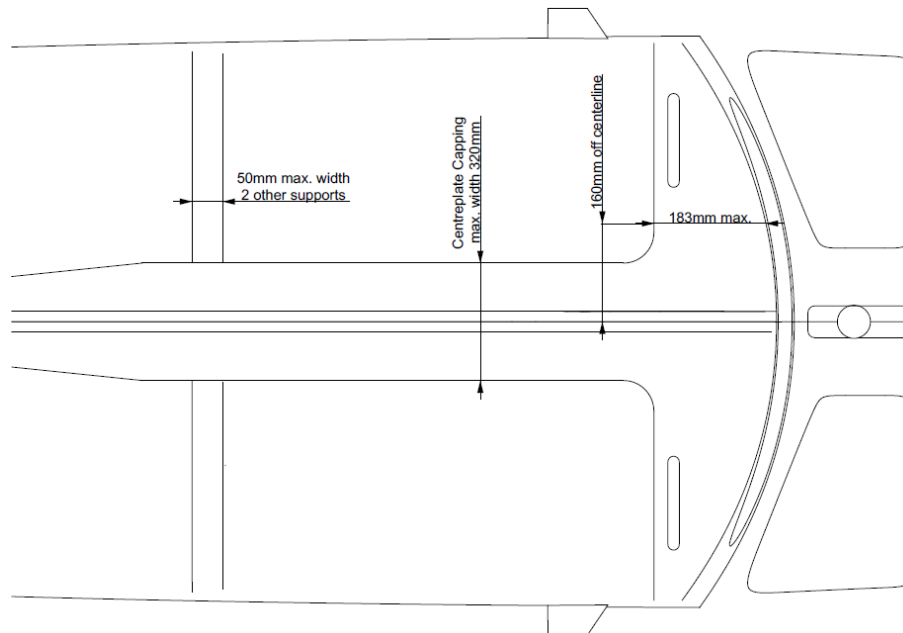 50mm max. width
2 other supports
Centreplate Capping
max. width 320mm
160mm off centerline
183mm max.